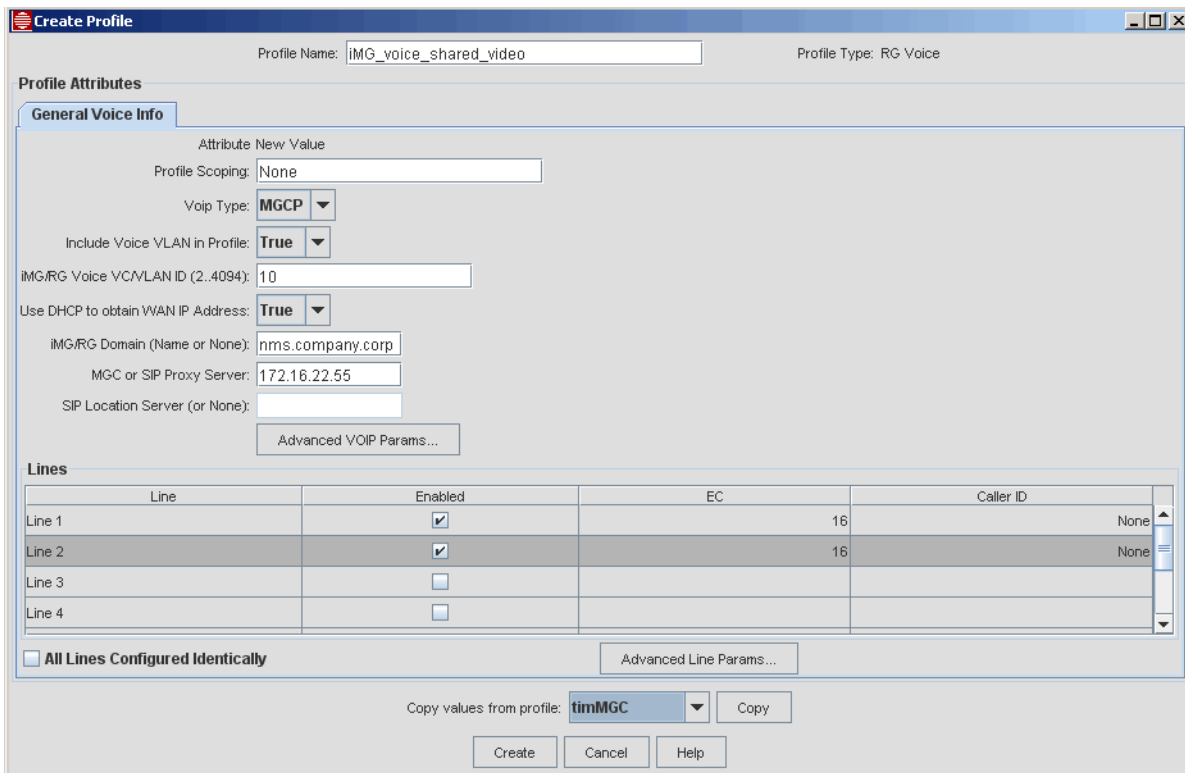 Create Profile
Profile Name: iMG_voice_shared_video Profile Type: RG Voice
Profile Attributes
General Voice Info
Attribute New Value
Profile Scoping: None
Voip Type: MGCP
Include Voice VLAN in Profile: True
iMG/RG Voice VC/VLAN ID (2..4094): 10
Use DHCP to obtain WAN IP Address: True
iMG/RG Domain (Name or None): nms.company.corp
MGC or SIP Proxy Server: 172.16.22.55
SIP Location Server (or None):
Advanced VOIP Params...
Lines
Line Enabled EC Caller ID
Line 1 16 None
Line 2 16 None
Line 3
Line 4
All Lines Configured Identically Advanced Line Params...
Copy values from profile: timMGC Copy
Create Cancel Help